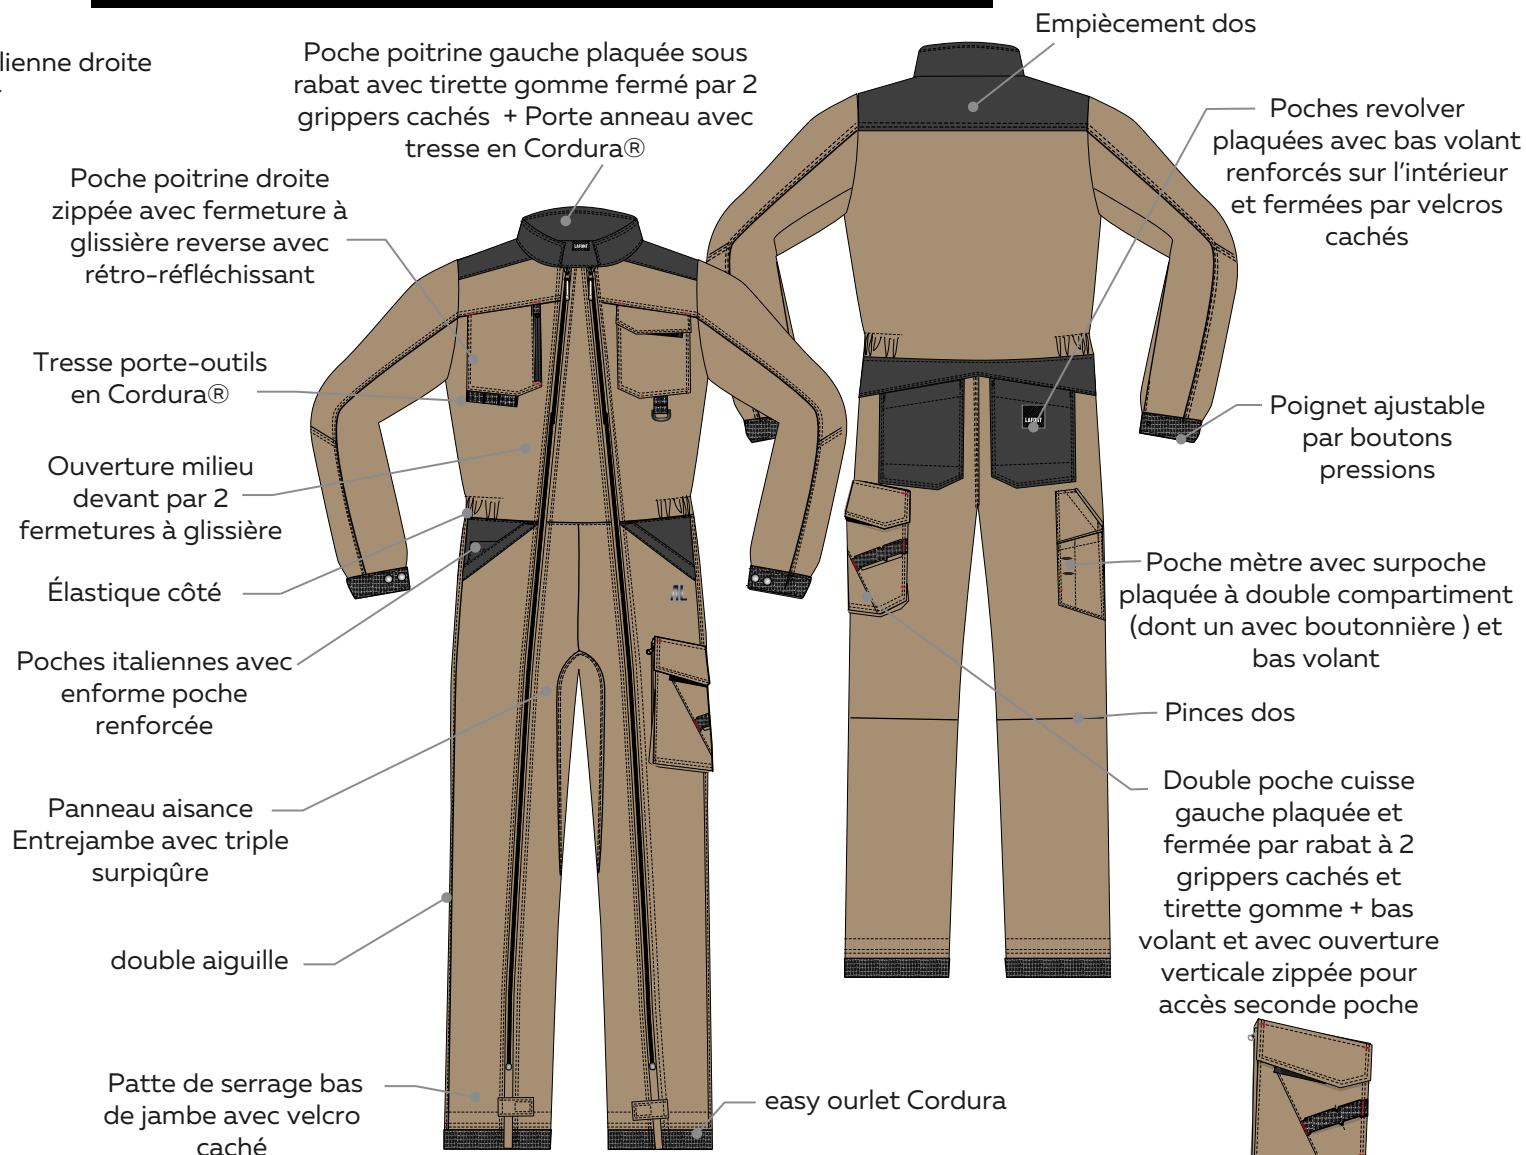 lienne droite
Poche poitrine gauche plaquée sous
rabat avec tirette gomme fermé par 2
grippers cachés + Porte anneau avec
tresse en Cordura®
Poche poitrine droite
zippée avec fermeture à
glissière reverse avec
rétro-réfléchissant
Tresse porte-outils
en Cordura®
Ouverture milieu
devant par 2
fermetures à glissière
Élastique côté
Poches italiennes avec
enforme poche
renforcée
Panneau aisance
Entrejambe avec triple
surpiqûre
double aiguille
Patte de serrage bas
de jambe avec velcro
caché
easy ourlet Cordura
LAFONT
AL
Empiècement dos
Poches revolver
plaquées avec bas volant
renforcés sur l'intérieur
et fermées par velcros
cachés
LAFONT
Poignet ajustable
par boutons
pressions
Poche mètre avec surpoche
plaquée à double compartiment
(dont un avec boutonnière ) et
bas volant
Pinces dos
Double poche cuisse
gauche plaquée et
fermée par rabat à 2
grippers cachés et
tirette gomme + bas
volant et avec ouverture
verticale zippée pour
accès seconde poche